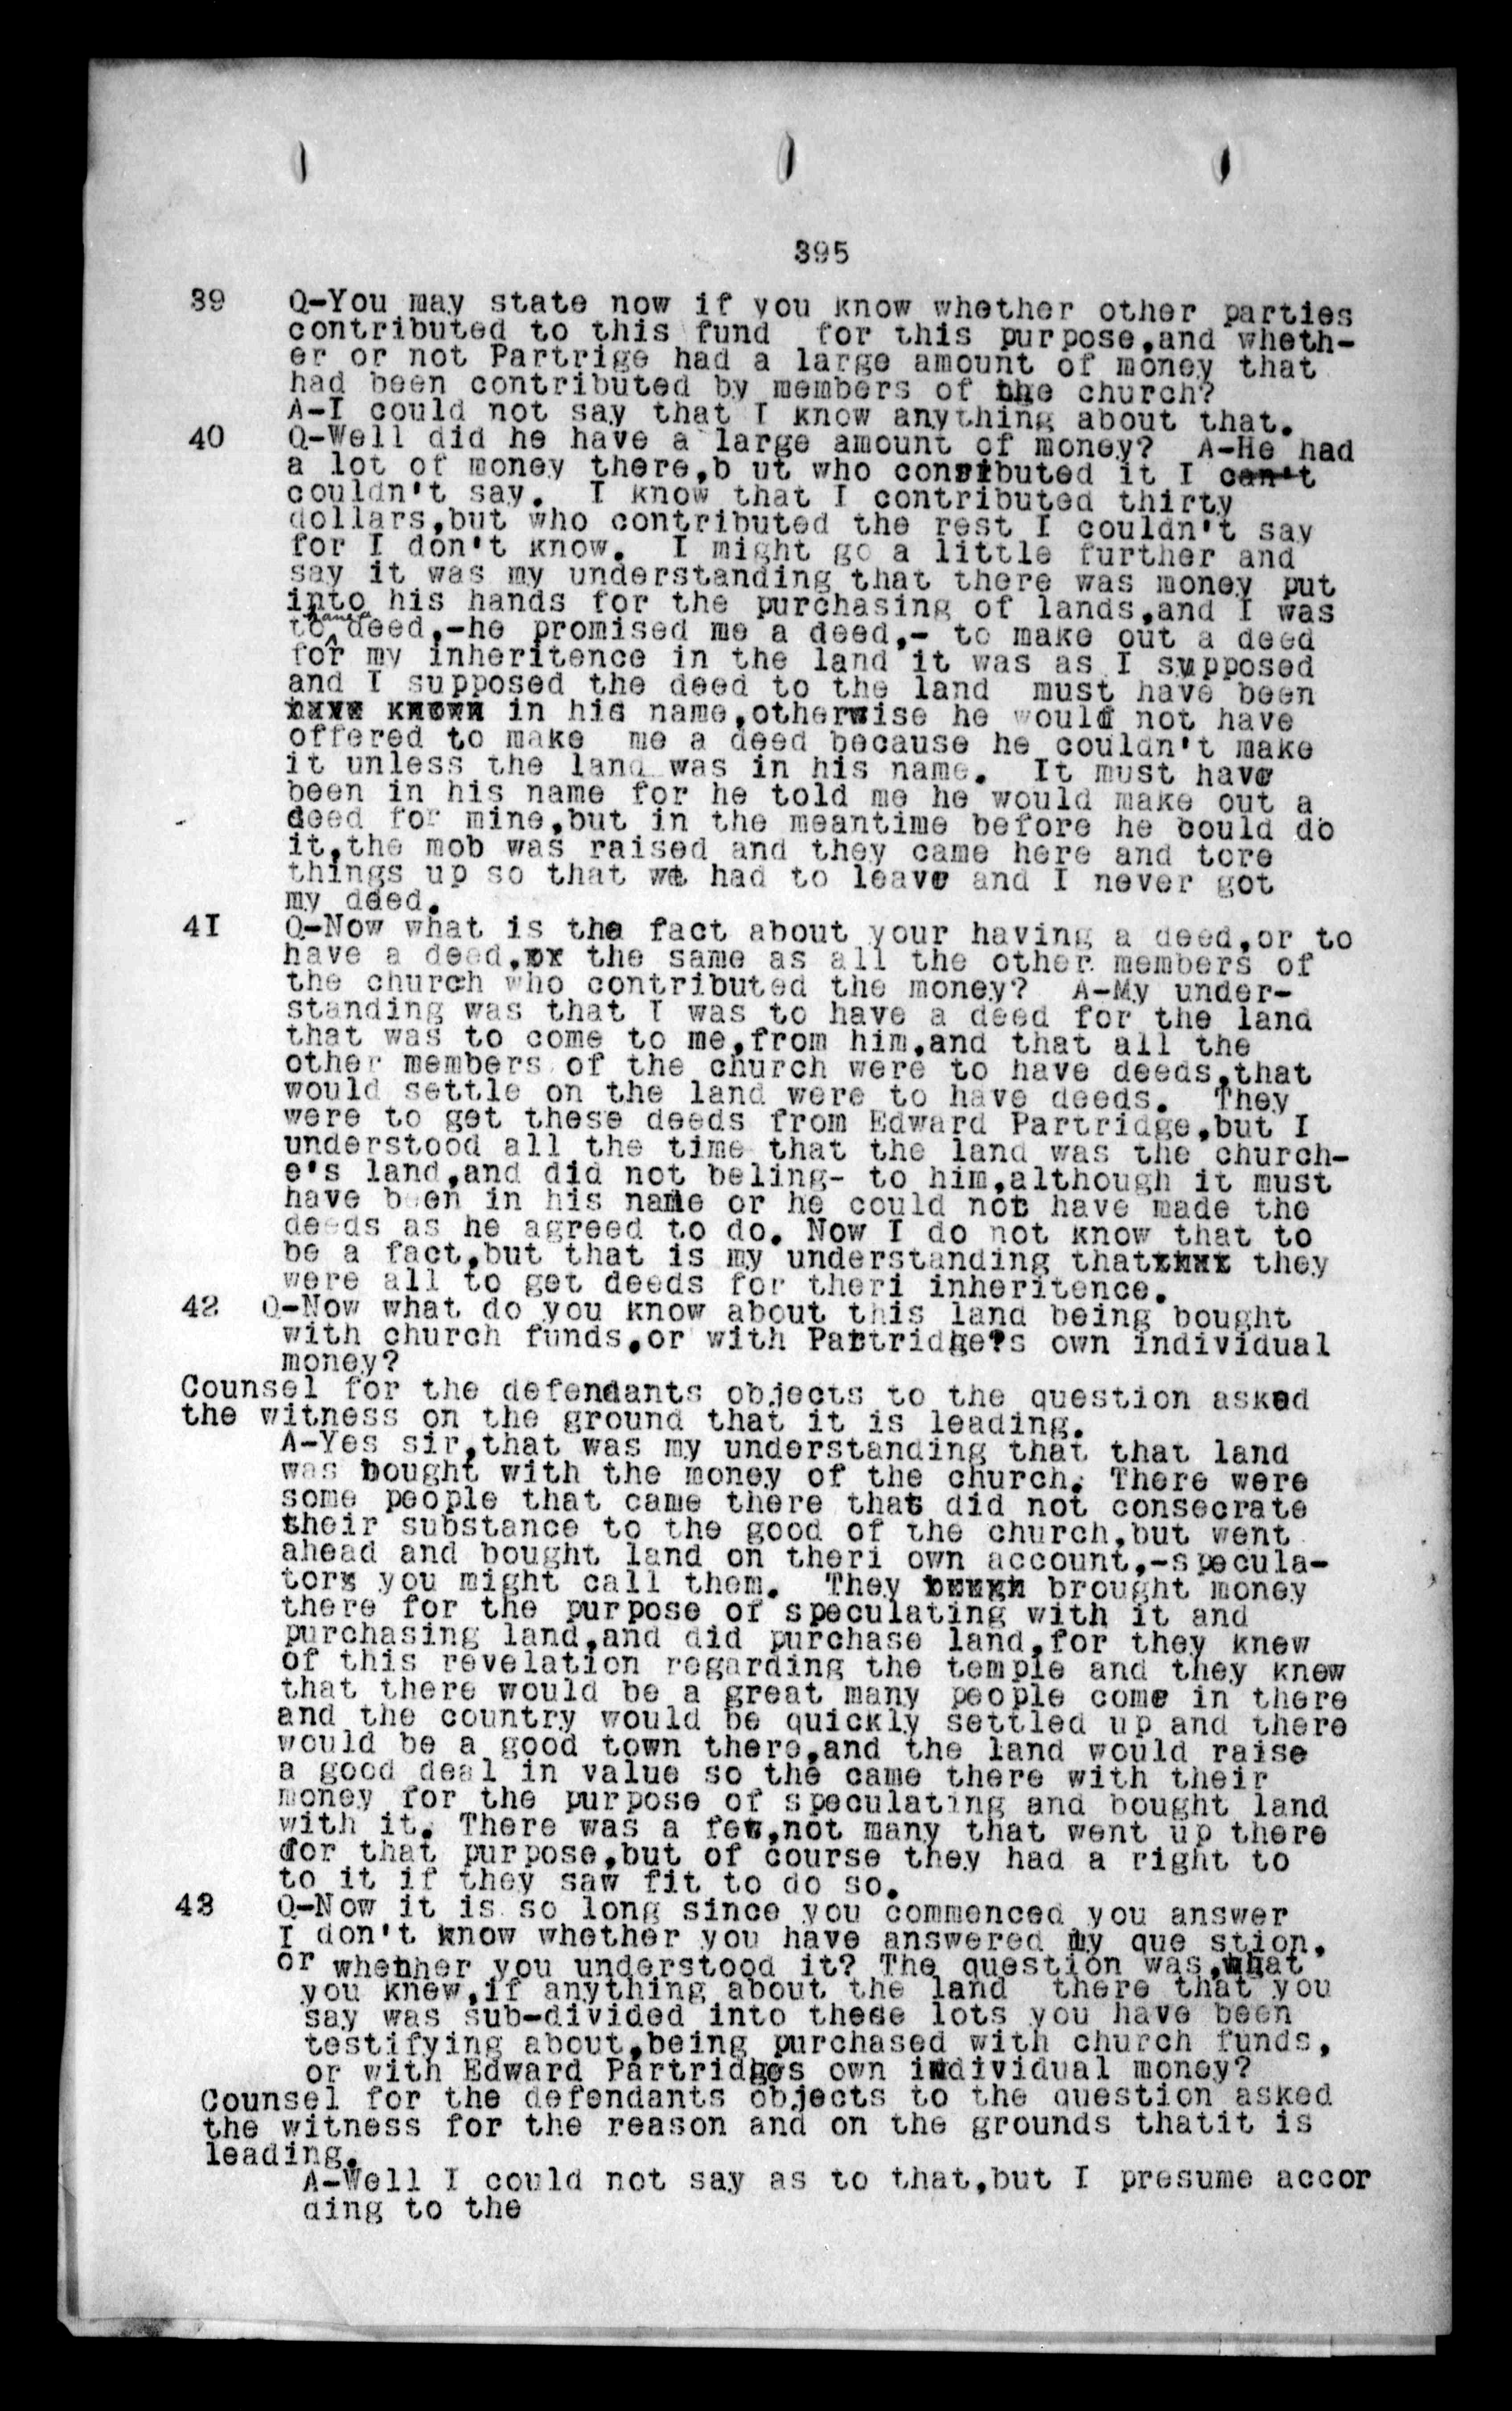 395
39 Q-You may state now if you know whether other parties
contributed to this fund for this purpose,and wheth-
er or not Partrige had a large amount of money that
had been contributed by members of the church?
A-I could not say that I know anything about that.
40 Q-Well did he have a large amount of money? A-He had
a lot of money there,b ut who consibuted it I can't
couldn't say. I know that I contributed thirty
dollars,but who contributed the rest I couldn't say
for I don't know. I might go a little further and
say it was my understanding that there was money put
into his hands for the purchasing of lands,and I was
to have deed,-he promised me a deed,- to make out a deed
for my inheritence in the land it was as I supposed
and I supposed the deed to the land must have been
have known in his name,otherwise he would not have
offered to make me a deed because he couldn't make
it unless the land was in his name. It must have
been in his name for he told me he would make out a
deed for mine,but in the meantime before he could do
it,the mob was raised and they came here and tore
things up so that we had to leave and I never got
my deed.
41 Q-Now what is the fact about your having a deed,or to
have a deed,or the same as all the other members of
the church who contributed the money? A-My under-
standing was that I was to have a deed for the land
that was to come to me,from him,and that all the
other members of the church were to have deeds,that
would settle on the land were to have deeds. They
were to get these deeds from Edward Partridge,but I
understood all the time that the land was the church-
e's land,and did not beling- to him,although it must
have been in his name or he could not have made the
deeds as he agreed to do. Now I do not know that to
be a fact,but that is my understanding that they
were all to get deeds for theri inheritence.
42 Q-Now what do you know about this land being bought
with church funds,or with Partridge's own individual
money?
Counsel for the defendants objects to the question asked
the witness on the ground that it is leading.
A-Yes sir,that was my understanding that that land
was bought with the money of the church. There were
some people that came there that did not consecrate
their substance to the good of the church,but went
ahead and bought land on theri own account,-specula-
tors you might call them. They brough brought money
there for the purpose of speculating with it and
purchasing land,and did purchase land,for they knew
of this revelation regarding the temple and they knew
that there would be a great many people come in there
and the country would be quickly settled up and there
would be a good town there,and the land would raise
a good deal in value so the came there with their
money for the purpose of speculating and bought land
with it. There was a few,not many that went up there
for that purpose,but of course they had a right to
to it if they saw fit to do so.
43 Q-Now it is so long since you commenced you answer
I don't know whether you have answered my que stion,
or whether you understood it? The question was,what
you knew,if anything about the land there that you
say was sub-divided into these lots you have been
testifying about,being purchased with church funds,
or with Edward Partridges own individual money?
Counsel for the defendants objects to the question asked
the witness for the reason and on the grounds thatit is
leading.
A-Well I could not say as to that,but I presume accor
ding to the